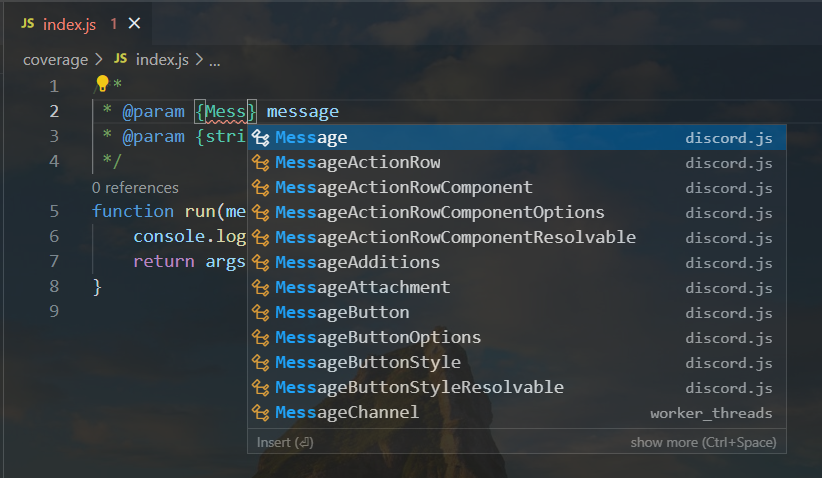 JS index.js 1 ×
coverage > JS index.js > ...
1 /**
2 * @param {Mess} message
3 * @param {stri
4 */
0 references
5 function run(me
6 console.log
7 return args
8 }
9
Message discord.js
MessageActionRow discord.js
MessageActionRowComponent discord.js
MessageActionRowComponentOptions discord.js
MessageActionRowComponentResolvable discord.js
MessageAdditions discord.js
MessageAttachment discord.js
MessageButton discord.js
MessageButtonOptions discord.js
MessageButtonStyle discord.js
MessageButtonStyleResolvable discord.js
MessageChannel worker_threads
Insert (⏎) show more (Ctrl+Space)